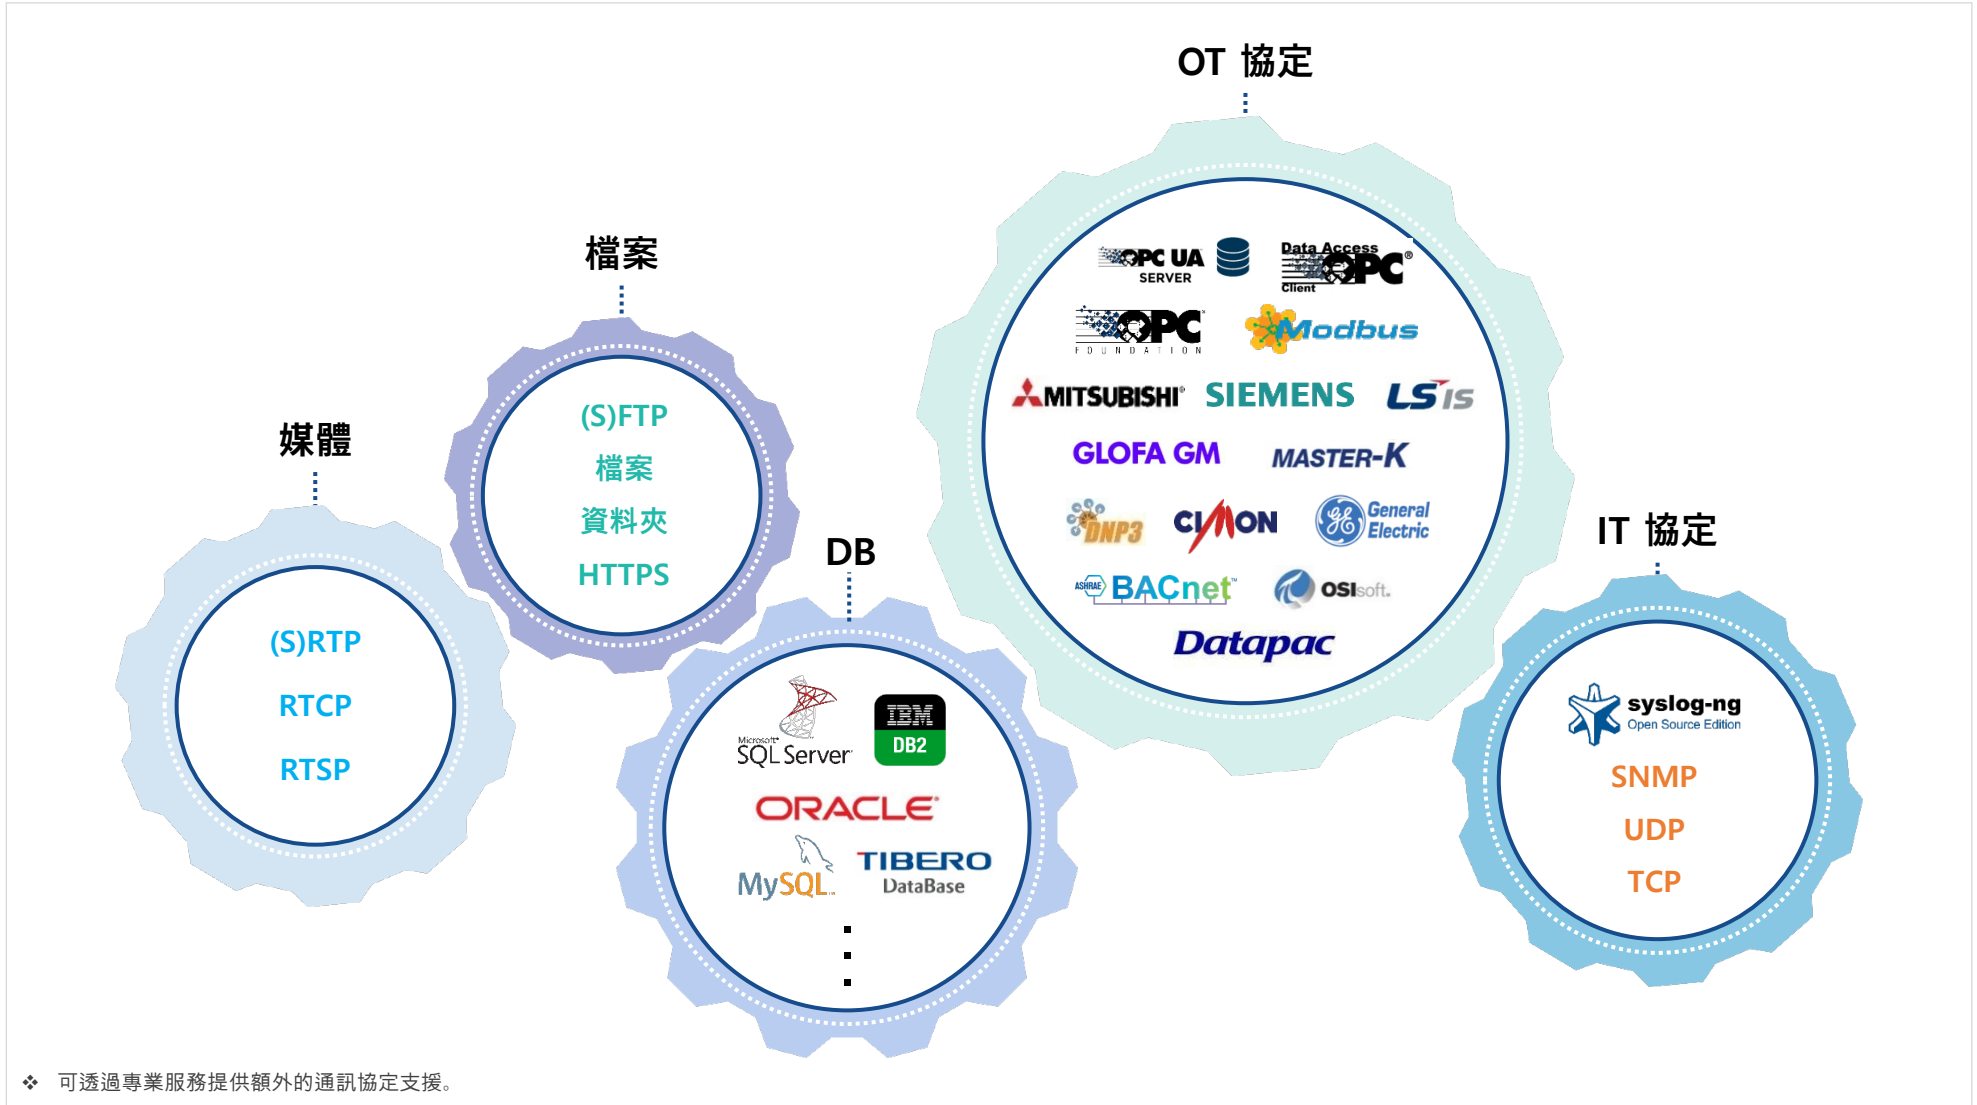 OT 協定
OPC UA
SERVER
Data Access
OPC®
Client
OPC
FOUNDATION
Modbus
MITSUBISHI®
SIEMENS
LSIS
GLOFA GM
MASTER-K
DNP3
CIMON
GE
General
Electric
ASHRAE BACnet™
OSIsoft.
Datapac
檔案
(S)FTP
檔案
資料夾
HTTPS
媒體
(S)RTP
RTCP
RTSP
DB
Microsoft®
SQL Server
IBM
DB2
ORACLE®
MySQL
TIBERO
DataBase
IT 協定
syslog-ng
Open Source Edition
SNMP
UDP
TCP
❖ 可透過專業服務提供額外的通訊協定支援。